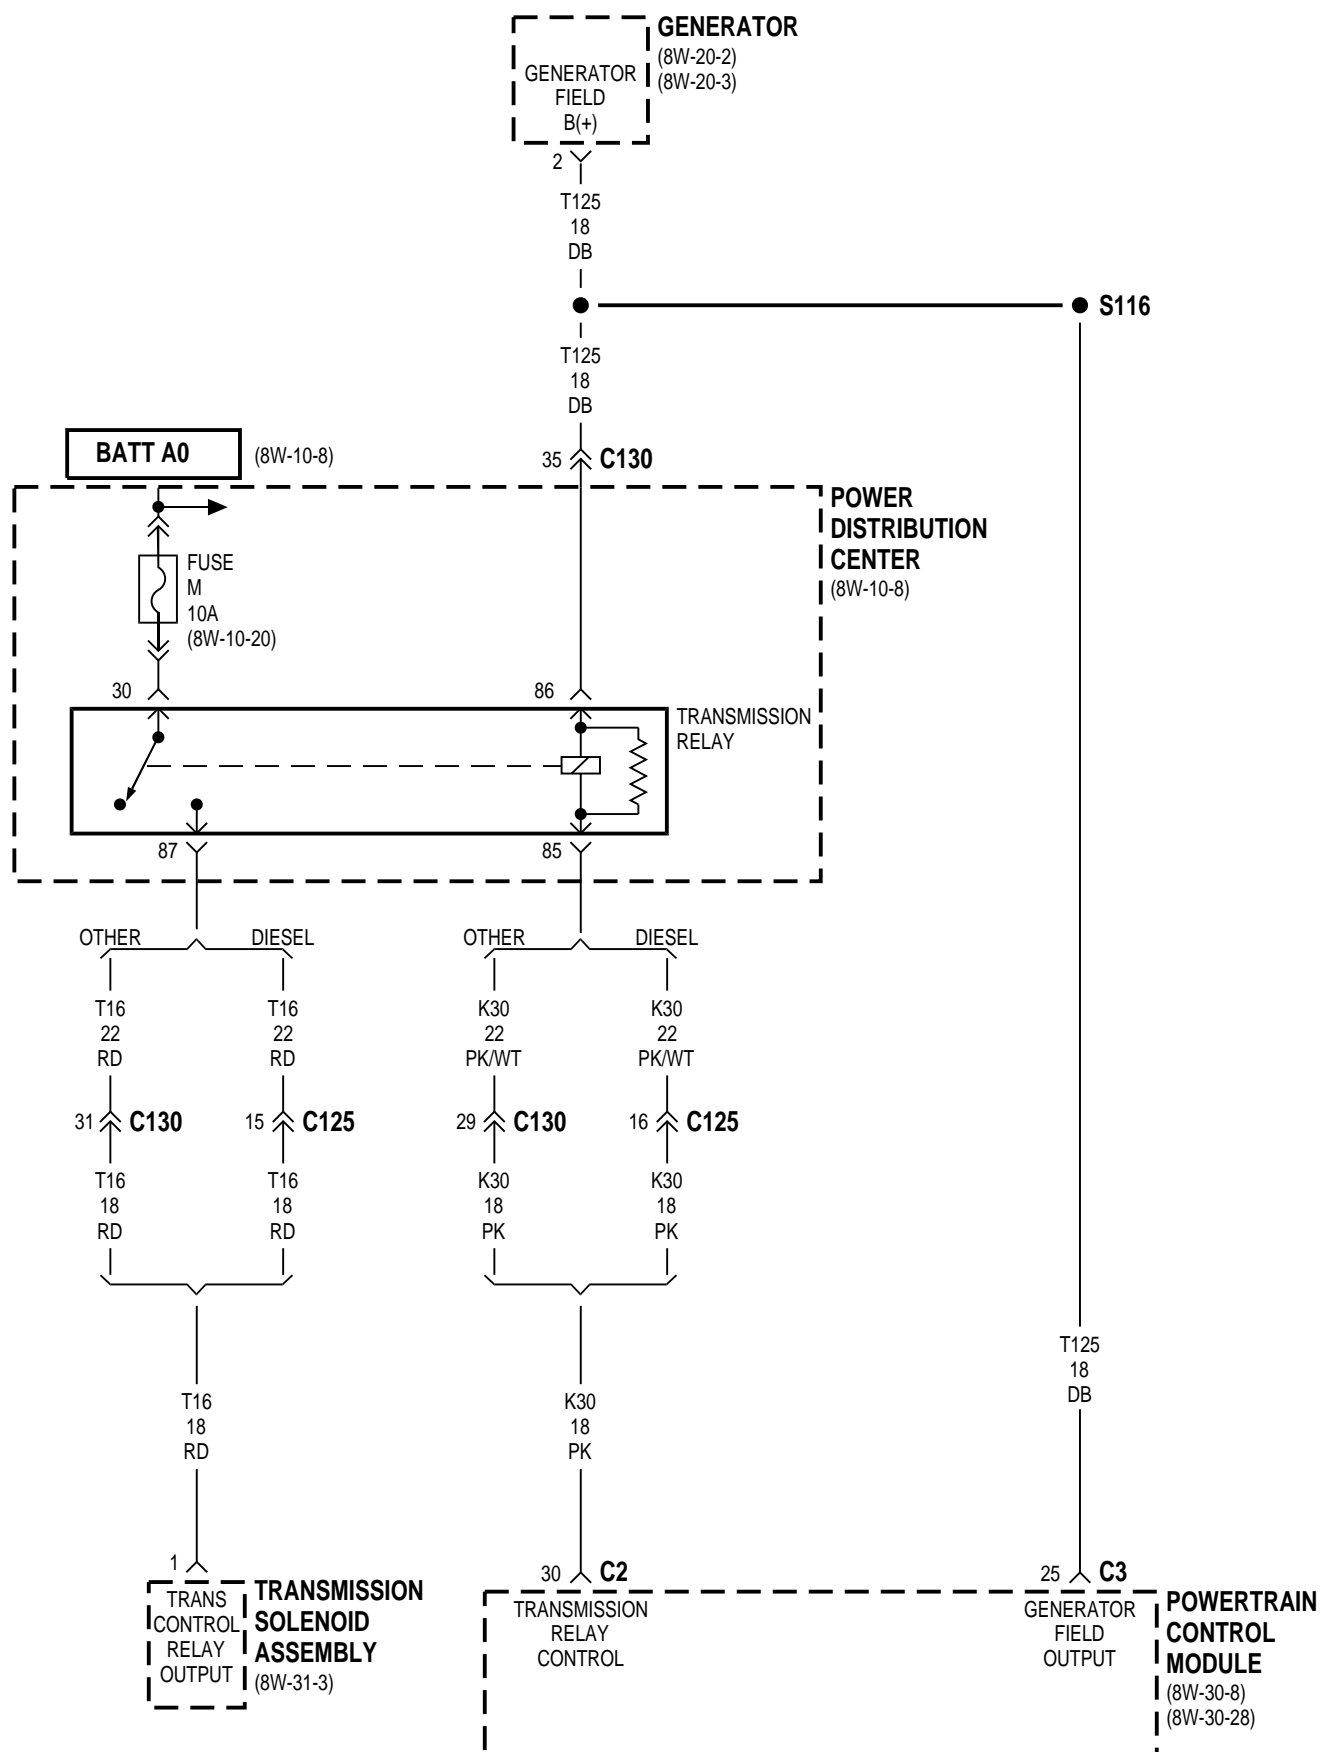 GENERATOR
(8W-20-2)
(8W-20-3)
GENERATOR
FIELD
B(+)
2
T125
18
DB
S116
T125
18
DB
BATT A0
(8W-10-8)
35
C130
POWER
DISTRIBUTION
CENTER
(8W-10-8)
FUSE
M
10A
(8W-10-20)
30
86
TRANSMISSION
RELAY
87
85
OTHER
DIESEL
OTHER
DIESEL
T16
22
RD
T16
22
RD
K30
22
PK/WT
K30
22
PK/WT
31
C130
15
C125
29
C130
16
C125
T16
18
RD
T16
18
RD
K30
18
PK
K30
18
PK
T125
18
DB
T16
18
RD
K30
18
PK
1
30
C2
25
C3
TRANS
CONTROL
RELAY
OUTPUT
TRANSMISSION
SOLENOID
ASSEMBLY
(8W-31-3)
TRANSMISSION
RELAY
CONTROL
GENERATOR
FIELD
OUTPUT
POWERTRAIN
CONTROL
MODULE
(8W-30-8)
(8W-30-28)